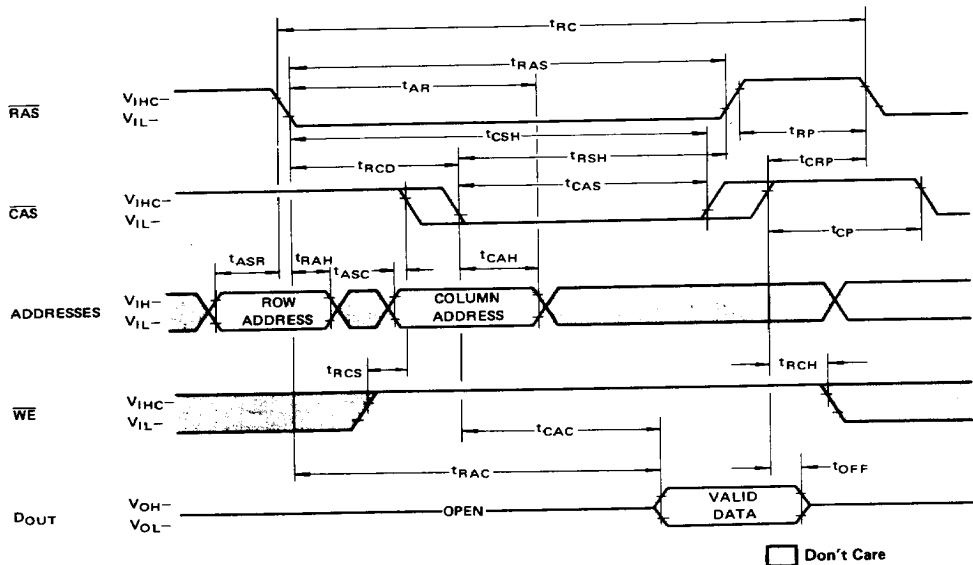 tRC
tRAS
tAR
RAS
VIHC–
VIL–
tCSH
tRP
tRCD
tRSH
tCRP
CAS
VIHC–
VIL–
tCAS
tCP
tASR
tRAH
tASC
tCAH
ADDRESSES
VIH–
VIL–
ROW
ADDRESS
COLUMN
ADDRESS
tRCS
tRCH
WE
VIHC–
VIL–
tCAC
tRAC
tOFF
DOUT
VOH–
VOL–
OPEN
VALID
DATA
Don't Care